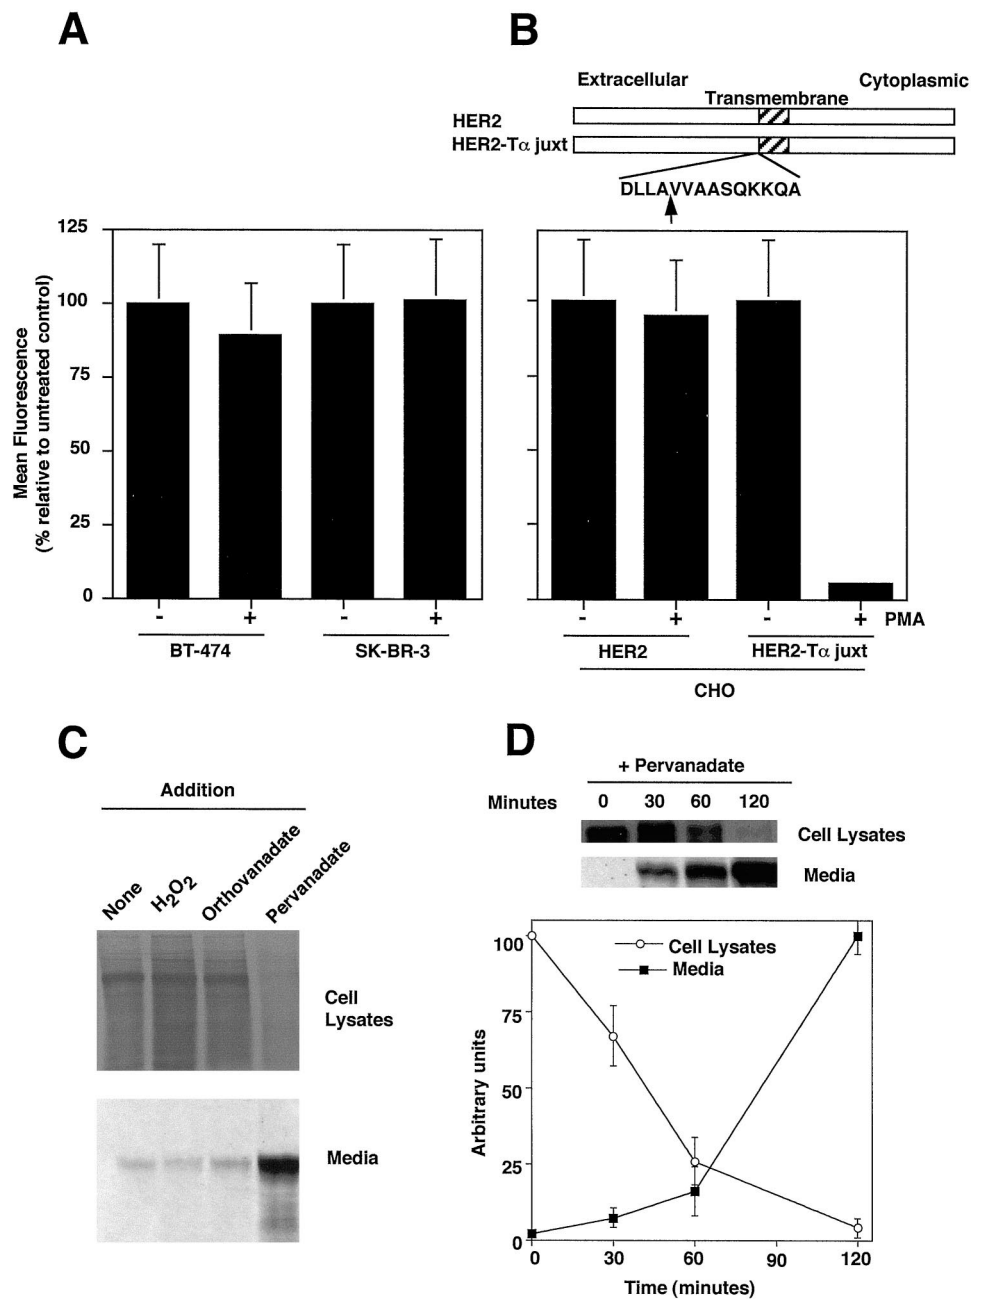 A
B
Extracellular Cytoplasmic
Transmembrane
HER2
HER2-Tα juxt
DLLAVVAASQKKQA
Mean Fluorescence
(% relative to untreated control)
125
100
75
50
25
0
- + - +
BT-474 SK-BR-3
- + - + PMA
HER2 HER2-Tα juxt
CHO
C
Addition
None
H2O2
Orthovanadate
Pervanadate
Cell
Lysates
Media
D
+ Pervanadate
Minutes 0 30 60 120
Cell Lysates
Media
Cell Lysates
Media
Arbitrary units
100
75
50
25
0
0 30 60 90 120
Time (minutes)